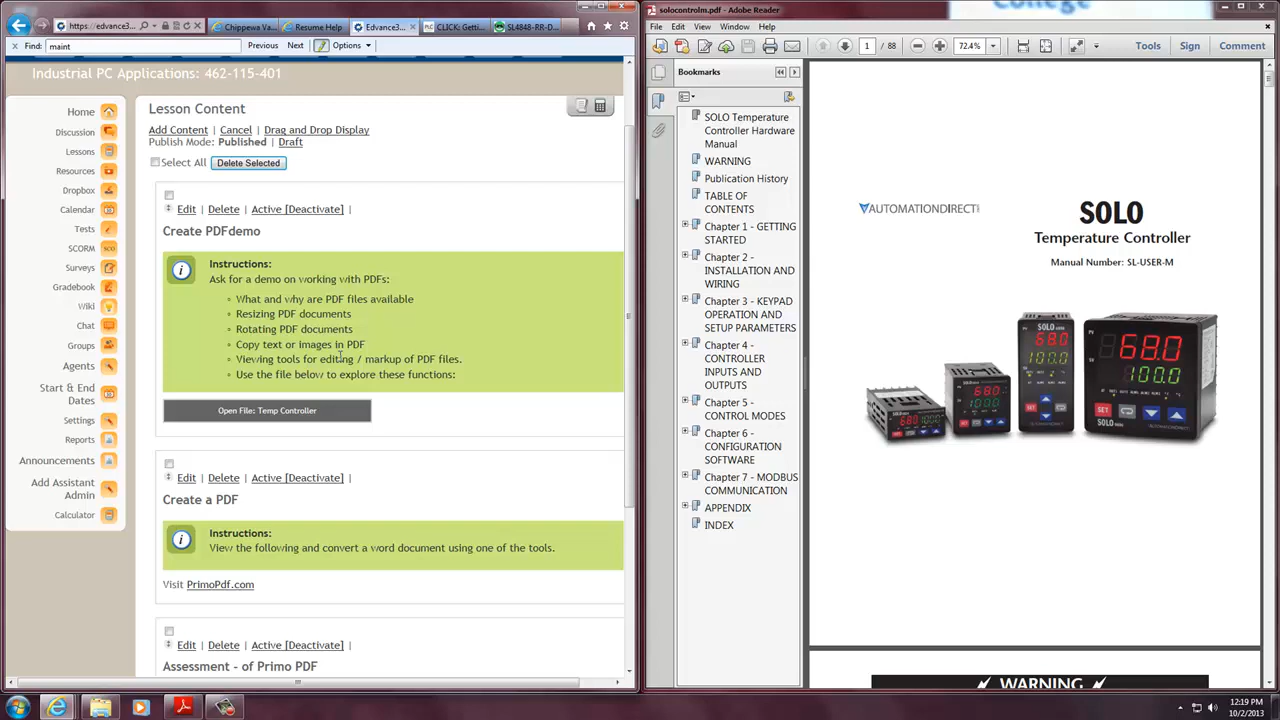 College
solocontrolm.pdf - Adobe Reader
https://edvance3...
Chippewa Va...
Resume Help
Edvance3...
CLICK: Getti...
SL4848-RR-D...
File Edit View Window Help
Find: maint Previous Next Options
1 / 88 72.4% Tools Sign Comment
Industrial PC Applications: 462-115-401
Home
Discussion
Lessons
Resources
Dropbox
Calendar
Tests
SCORM
Surveys
Gradebook
Wiki
Chat
Groups
Agents
Start & End
Dates
Settings
Reports
Announcements
Add Assistant
Admin
Calculator
Lesson Content
Add Content | Cancel | Drag and Drop Display
Publish Mode: Published | Draft
Select All Delete Selected
Edit | Delete | Active [Deactivate] |
Create PDFdemo
Instructions:
Ask for a demo on working with PDFs:
What and why are PDF files available
Resizing PDF documents
Rotating PDF documents
Copy text or images in PDF
Viewing tools for editing / markup of PDF files.
Use the file below to explore these functions:
Open File: Temp Controller
Edit | Delete | Active [Deactivate] |
Create a PDF
Instructions:
View the following and convert a word document using one of the tools.
Visit PrimoPdf.com
Edit | Delete | Active [Deactivate] |
Assessment - of Primo PDF
Bookmarks
SOLO Temperature
Controller Hardware
Manual
WARNING
Publication History
TABLE OF
CONTENTS
Chapter 1 - GETTING
STARTED
Chapter 2 -
INSTALLATION AND
WIRING
Chapter 3 - KEYPAD
OPERATION AND
SETUP PARAMETERS
Chapter 4 -
CONTROLLER
INPUTS AND
OUTPUTS
Chapter 5 -
CONTROL MODES
Chapter 6 -
CONFIGURATION
SOFTWARE
Chapter 7 - MODBUS
COMMUNICATION
APPENDIX
INDEX
AUTOMATIONDIRECT
SOLO
Temperature Controller
Manual Number: SL-USER-M
SOLO
68.0
100.0
SET
WARNING
12:19 PM
10/2/2013